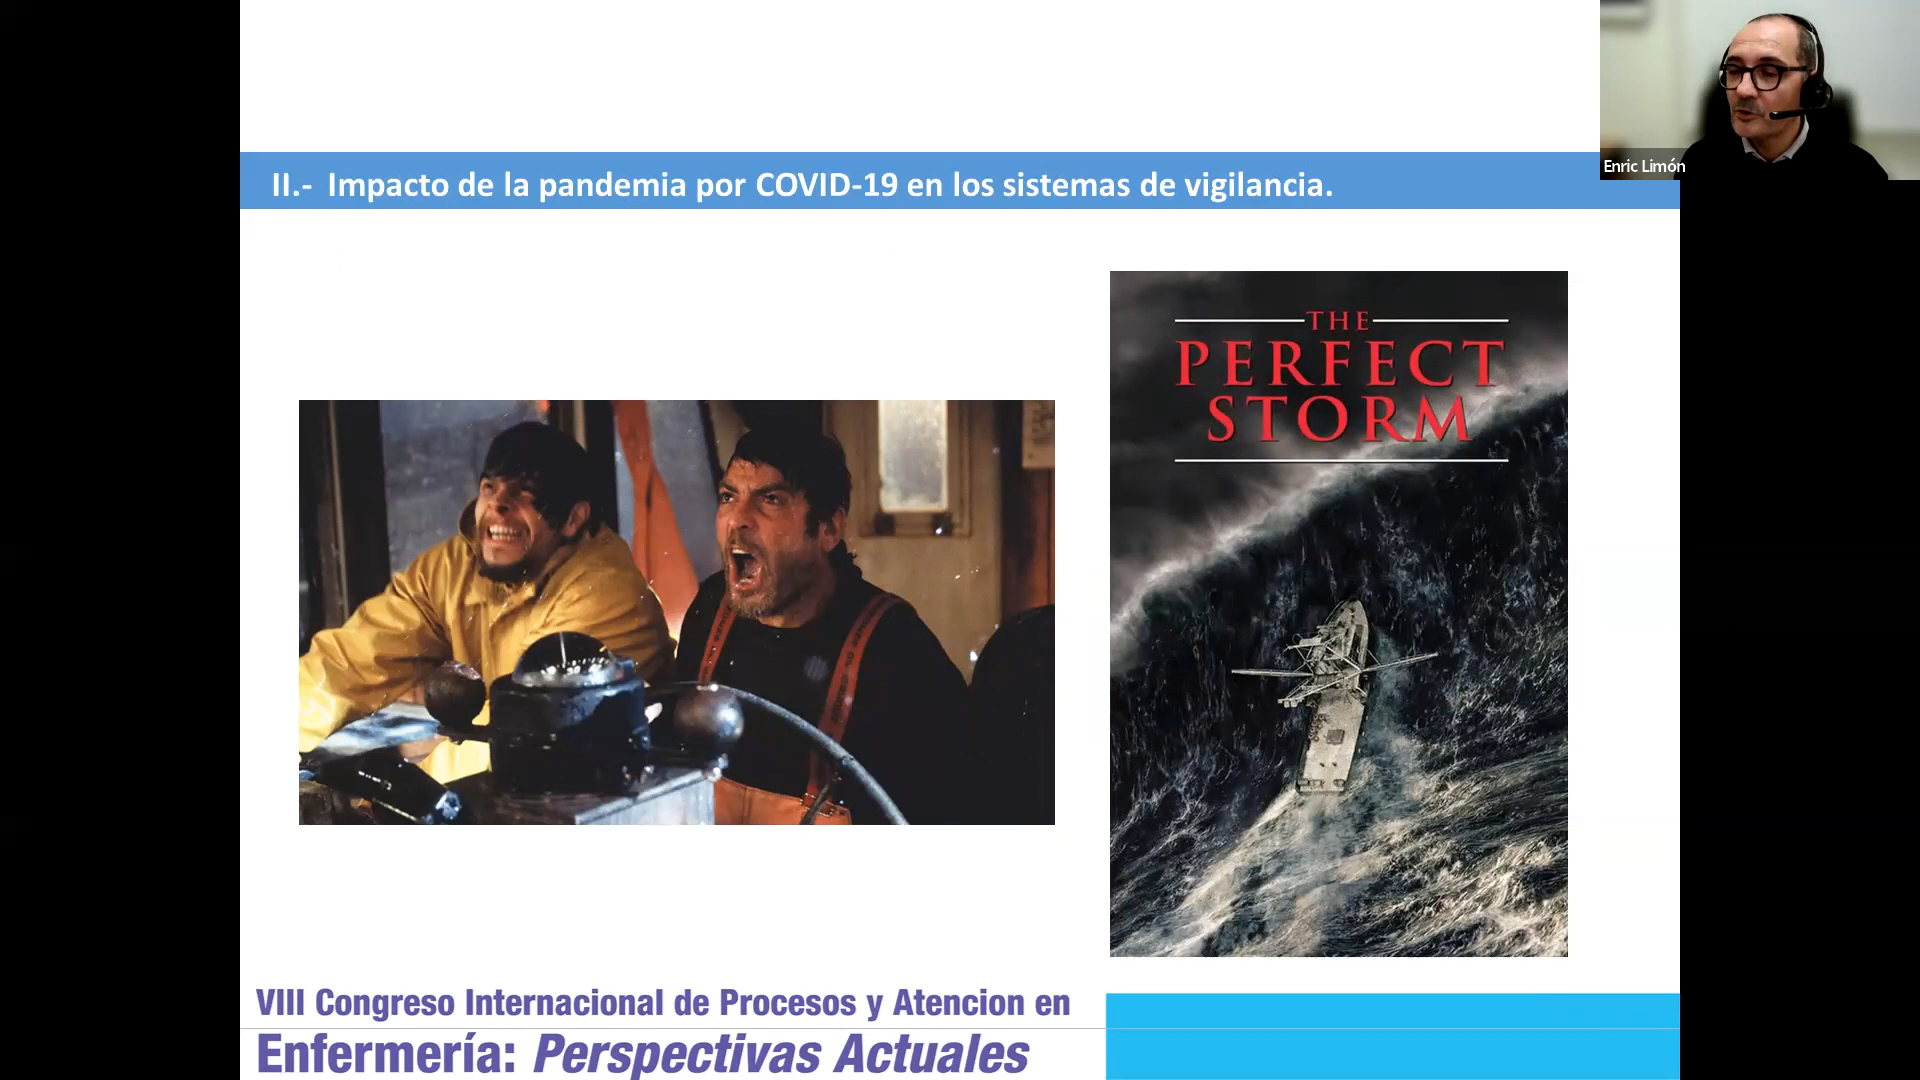 Enric Limón
II.- Impacto de la pandemia por COVID-19 en los sistemas de vigilancia.
THE
PERFECT
STORM
VIII Congreso Internacional de Procesos y Atencion en
Enfermería: Perspectivas Actuales